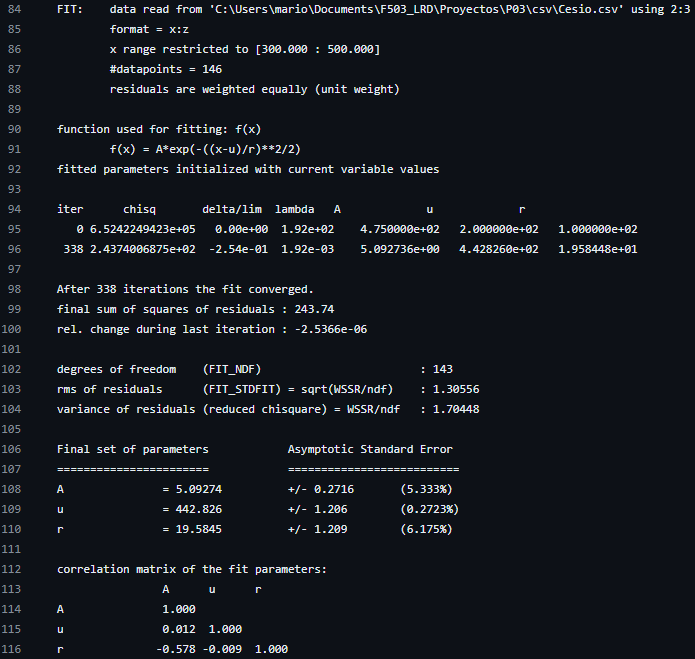 84 FIT:    data read from 'C:\Users\mario\Documents\F503_LRD\Proyectos\P03\csv\Cesio.csv' using 2:3
85         format = x:z
86         x range restricted to [300.000 : 500.000]
87         #datapoints = 146
88         residuals are weighted equally (unit weight)
89
90 function used for fitting: f(x)
91         f(x) = A*exp(-((x-u)/r)**2/2)
92 fitted parameters initialized with current variable values
93
94 iter      chisq       delta/lim  lambda   A             u             r
95    0 6.5242249423e+05   0.00e+00  1.92e+02    4.750000e+02   2.000000e+02   1.000000e+02
96  338 2.4374006875e+02  -2.54e-01  1.92e-03    5.092736e+00   4.428260e+02   1.958448e+01
97
98 After 338 iterations the fit converged.
99 final sum of squares of residuals : 243.74
100 rel. change during last iteration : -2.5366e-06
101
102 degrees of freedom    (FIT_NDF)                        : 143
103 rms of residuals      (FIT_STDFIT) = sqrt(WSSR/ndf)    : 1.30556
104 variance of residuals (reduced chisquare) = WSSR/ndf   : 1.70448
105
106 Final set of parameters            Asymptotic Standard Error
107 =======================            ==========================
108 A               = 5.09274          +/- 0.2716       (5.333%)
109 u               = 442.826          +/- 1.206        (0.2723%)
110 r               = 19.5845          +/- 1.209        (6.175%)
111
112 correlation matrix of the fit parameters:
113                 A      u      r
114 A               1.000
115 u               0.012  1.000
116 r              -0.578 -0.009  1.000